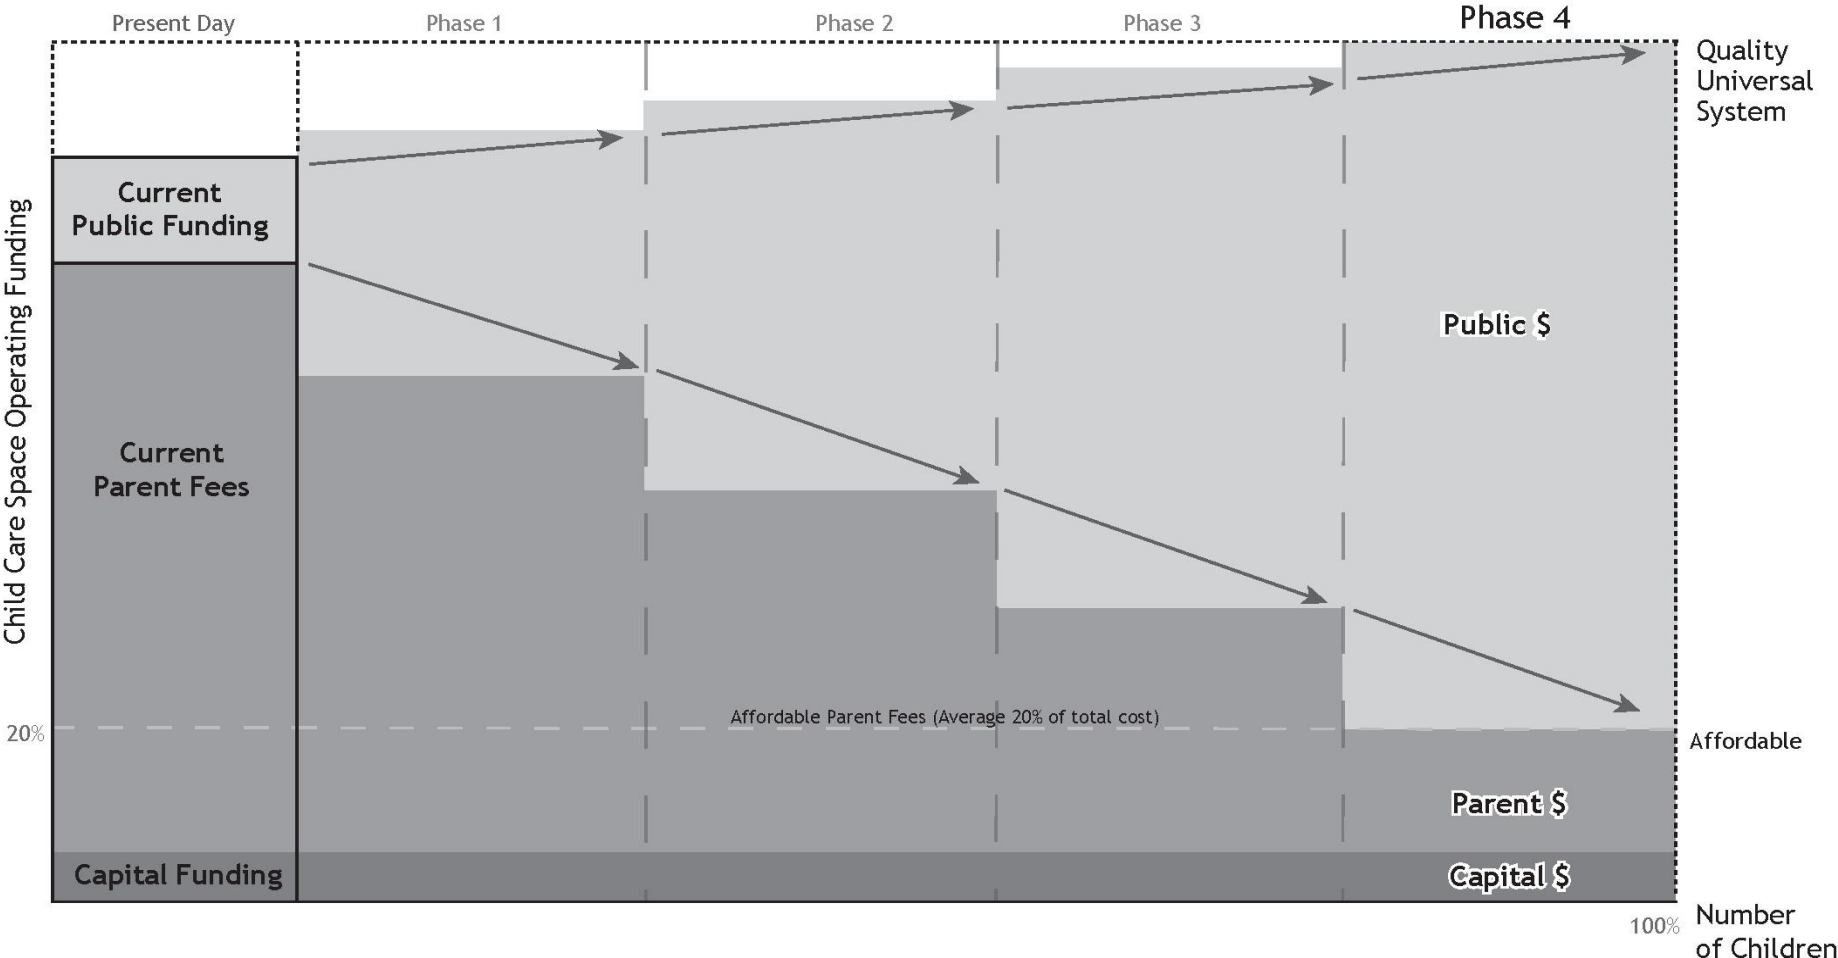 Present Day
Phase 1
Phase 2
Phase 3
Phase 4
Quality
Universal
System
Child Care Space Operating Funding
Current
Public Funding
Public $
Current
Parent Fees
Affordable Parent Fees (Average 20% of total cost)
20%
Affordable
Parent $
Capital Funding
Capital $
100%
Number
of Children